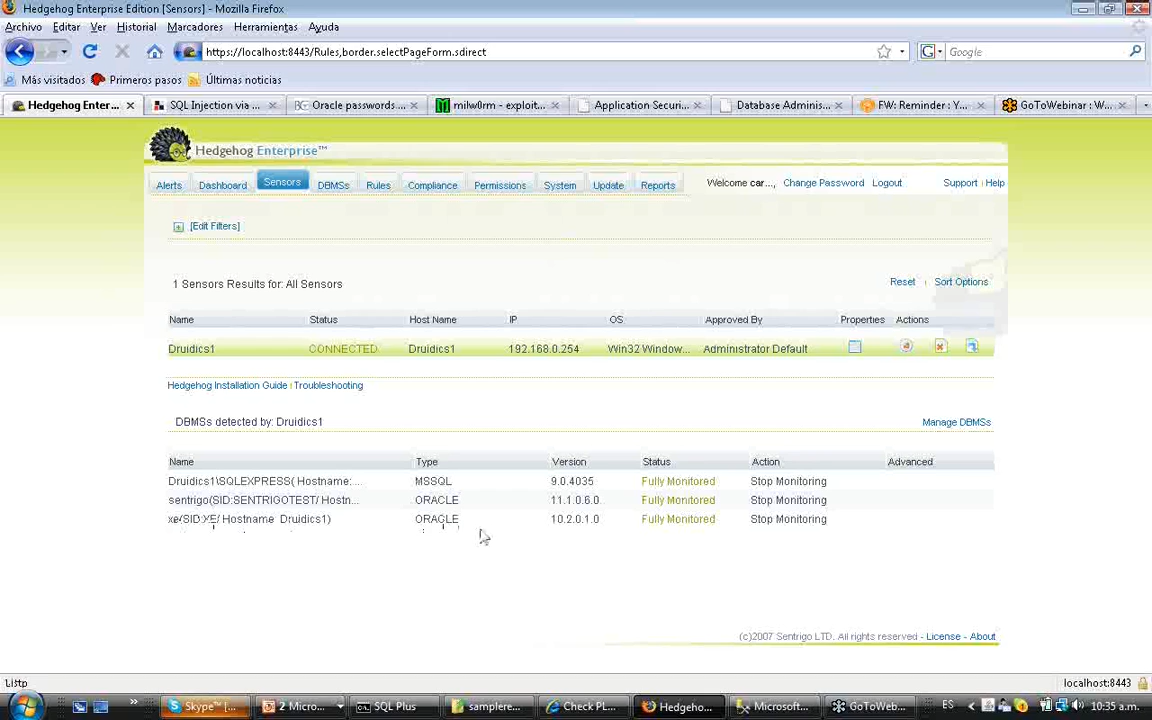 Hedgehog Enterprise Edition [Sensors] - Mozilla Firefox
Archivo Editar Ver Historial Marcadores Herramientas Ayuda
https://localhost:8443/Rules,border.selectPageForm.sdirect
Google
Más visitados Primeros pasos Últimas noticias
Hedgehog Enter... SQL Injection via ... Oracle passwords.... milw0rm - exploit... Application Securi... Database Adminis... FW: Reminder : Y... GoToWebinar : W...
Hedgehog Enterprise™
Alerts Dashboard Sensors DBMSs Rules Compliance Permissions System Update Reports Welcome car..., Change Password Logout Support Help
[Edit Filters]
1 Sensors Results for: All Sensors Reset Sort Options
Name Status Host Name IP OS Approved By Properties Actions
Druidics1 CONNECTED Druidics1 192.168.0.254 Win32 Window... Administrator Default
Hedgehog Installation Guide Troubleshooting
DBMSs detected by: Druidics1 Manage DBMSs
Name Type Version Status Action Advanced
Druidics1\SQLEXPRESS( Hostname: ... MSSQL 9.0.4035 Fully Monitored Stop Monitoring
sentrigo(SID:SENTRIGOTEST/ Hostn... ORACLE 11.1.0.6.0 Fully Monitored Stop Monitoring
xe(SID:XE/ Hostname Druidics1) ORACLE 10.2.0.1.0 Fully Monitored Stop Monitoring
(c)2007 Sentrigo LTD. All rights reserved - License - About
localhost:8443
Skype™ [... 2 Micro... SQL Plus samplere... Check PL... Hedgeho... Microsoft... GoToWeb... ES 10:35 a.m.